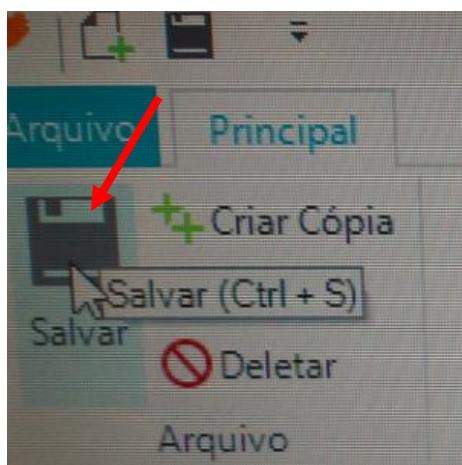 Arquivo Principal
Criar Cópia
Salvar (Ctrl + S)
Salvar
Deletar
Arquivo